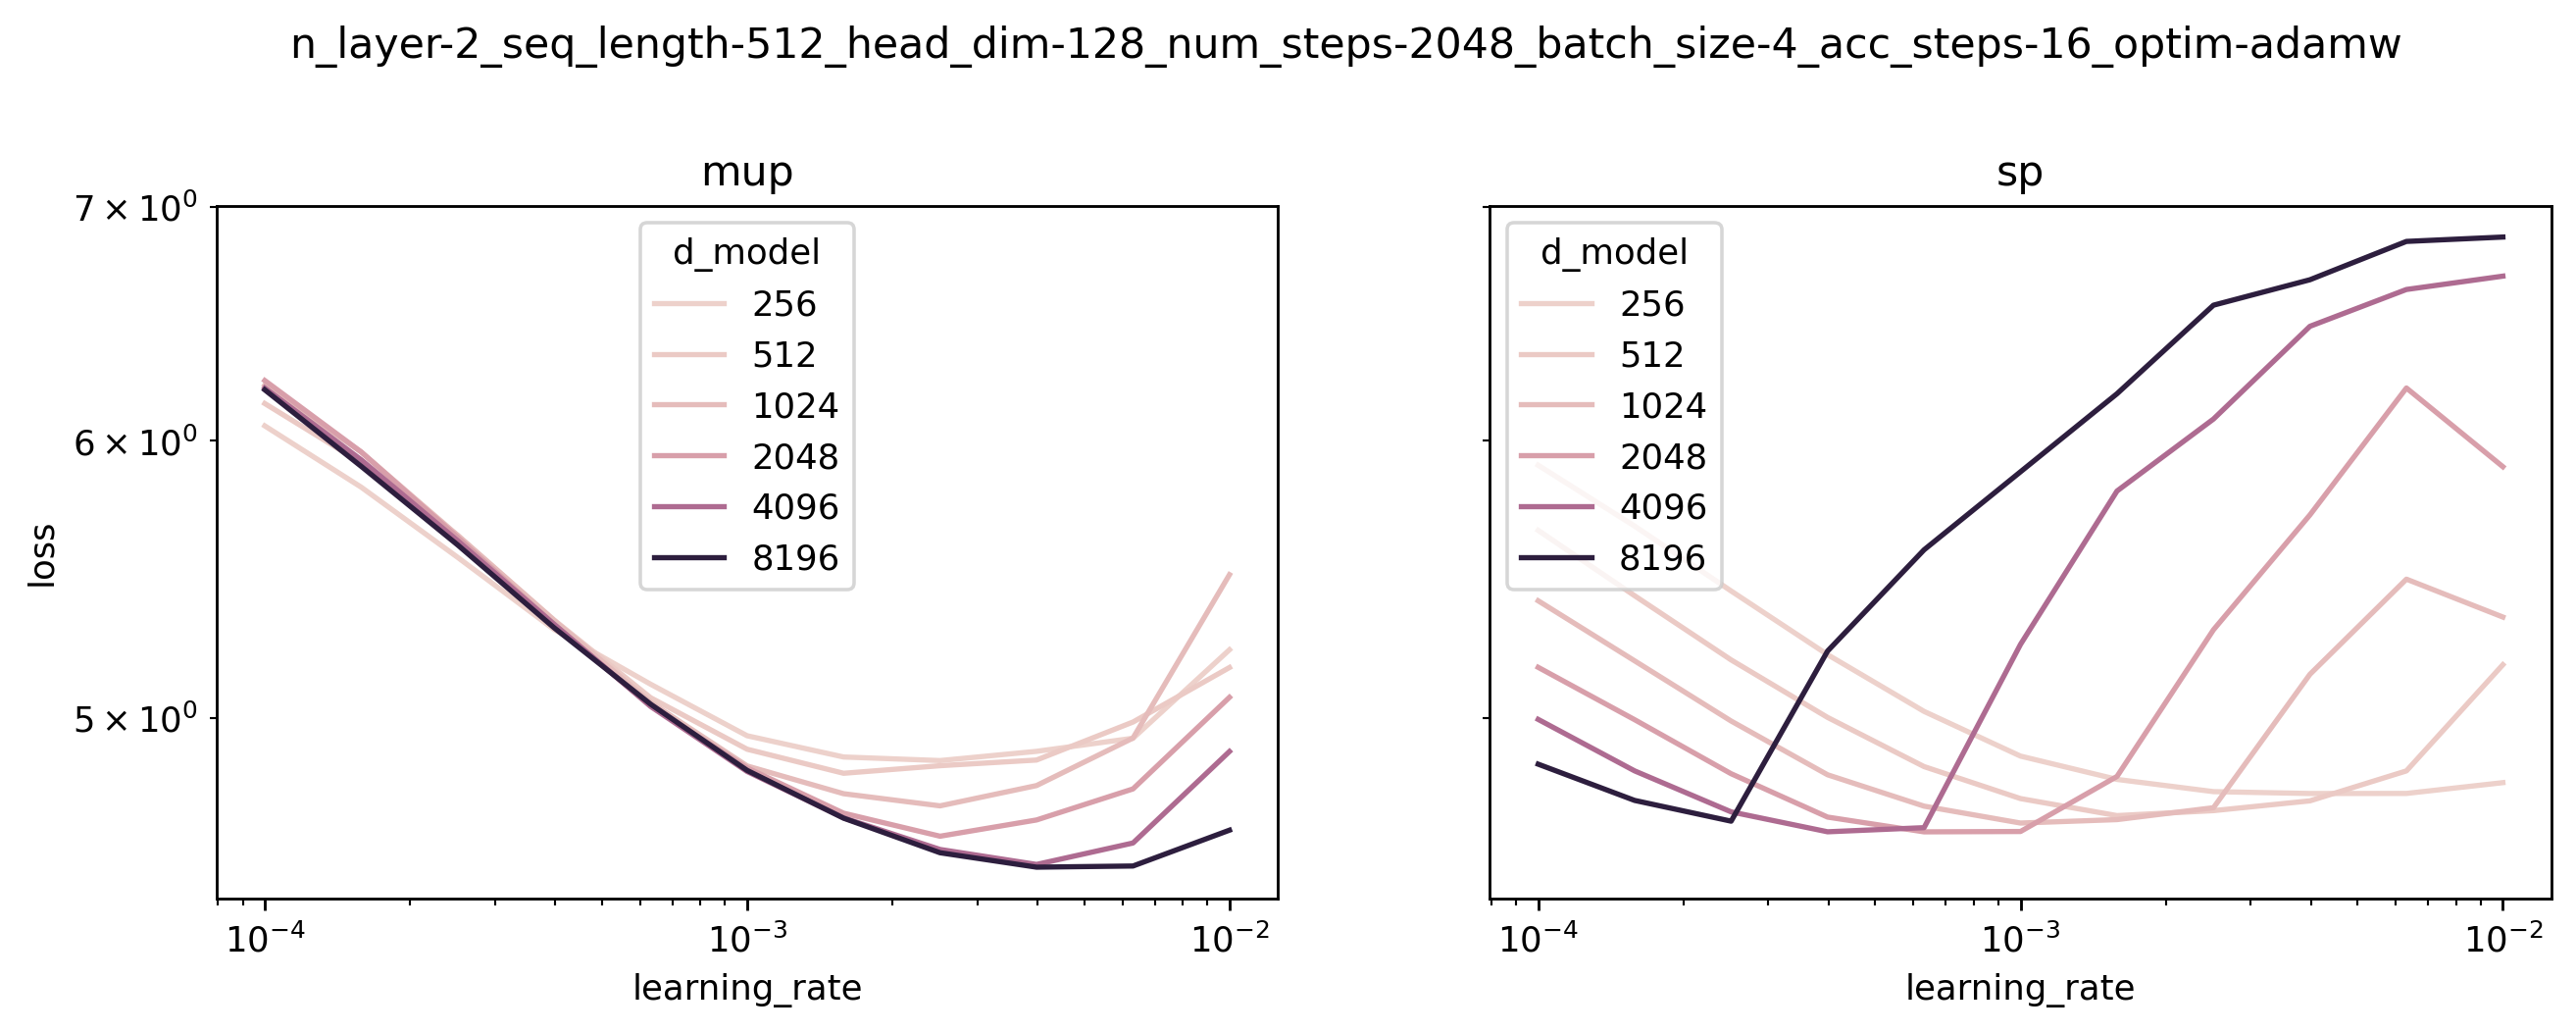 n_layer-2_seq_length-512_head_dim-128_num_steps-2048_batch_size-4_acc_steps-16_optim-adamw
mup
7 × 10⁰
6 × 10⁰
5 × 10⁰
loss
d_model
256
512
1024
2048
4096
8196
10⁻⁴
10⁻³
10⁻²
learning_rate
sp
d_model
256
512
1024
2048
4096
8196
10⁻⁴
10⁻³
10⁻²
learning_rate